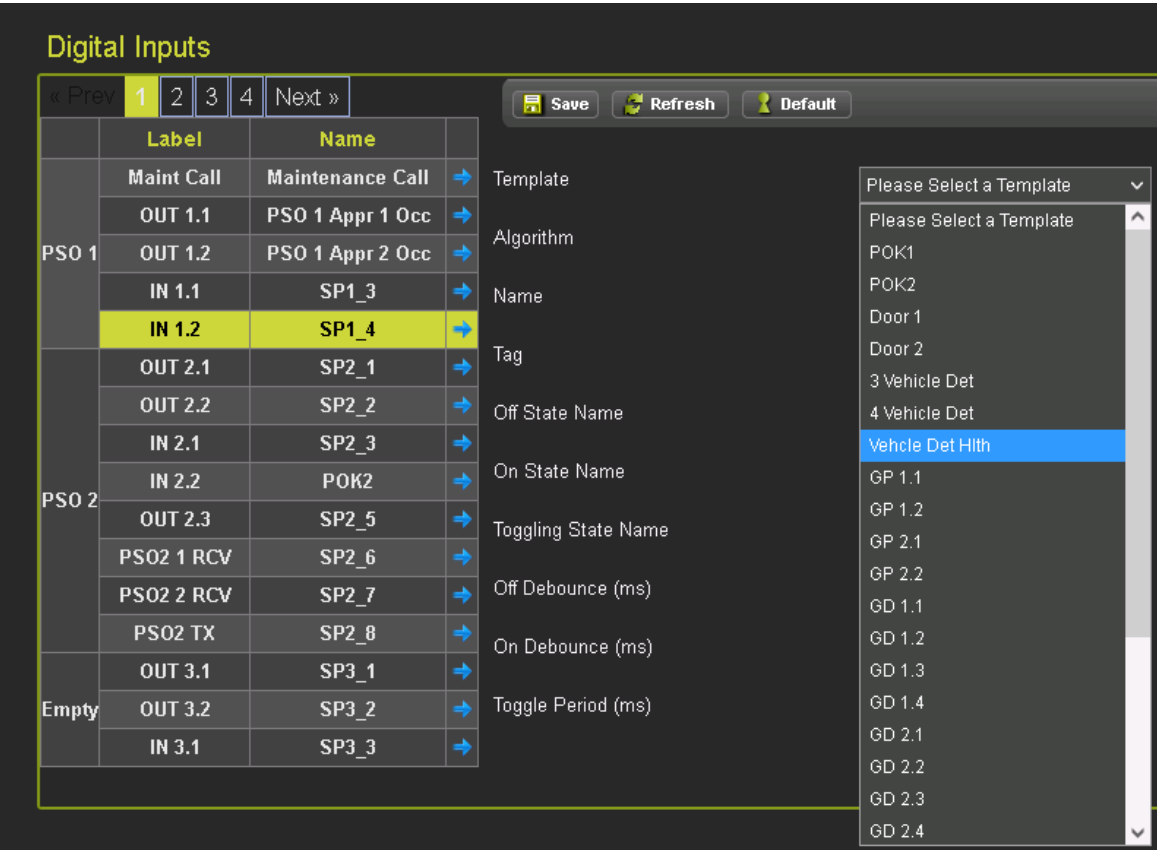 Digital Inputs
« Prev 1 2 3 4 Next »
Save Refresh Default
Label Name
PSO 1
Maint Call Maintenance Call
OUT 1.1 PSO 1 Appr 1 Occ
OUT 1.2 PSO 1 Appr 2 Occ
IN 1.1 SP1_3
IN 1.2 SP1_4
PSO 2
OUT 2.1 SP2_1
OUT 2.2 SP2_2
IN 2.1 SP2_3
IN 2.2 POK2
OUT 2.3 SP2_5
PSO2 1 RCV SP2_6
PSO2 2 RCV SP2_7
PSO2 TX SP2_8
Empty
OUT 3.1 SP3_1
OUT 3.2 SP3_2
IN 3.1 SP3_3
Template
Algorithm
Name
Tag
Off State Name
On State Name
Toggling State Name
Off Debounce (ms)
On Debounce (ms)
Toggle Period (ms)
Please Select a Template
Please Select a Template
POK1
POK2
Door 1
Door 2
3 Vehicle Det
4 Vehicle Det
Vehcle Det Hlth
GP 1.1
GP 1.2
GP 2.1
GP 2.2
GD 1.1
GD 1.2
GD 1.3
GD 1.4
GD 2.1
GD 2.2
GD 2.3
GD 2.4